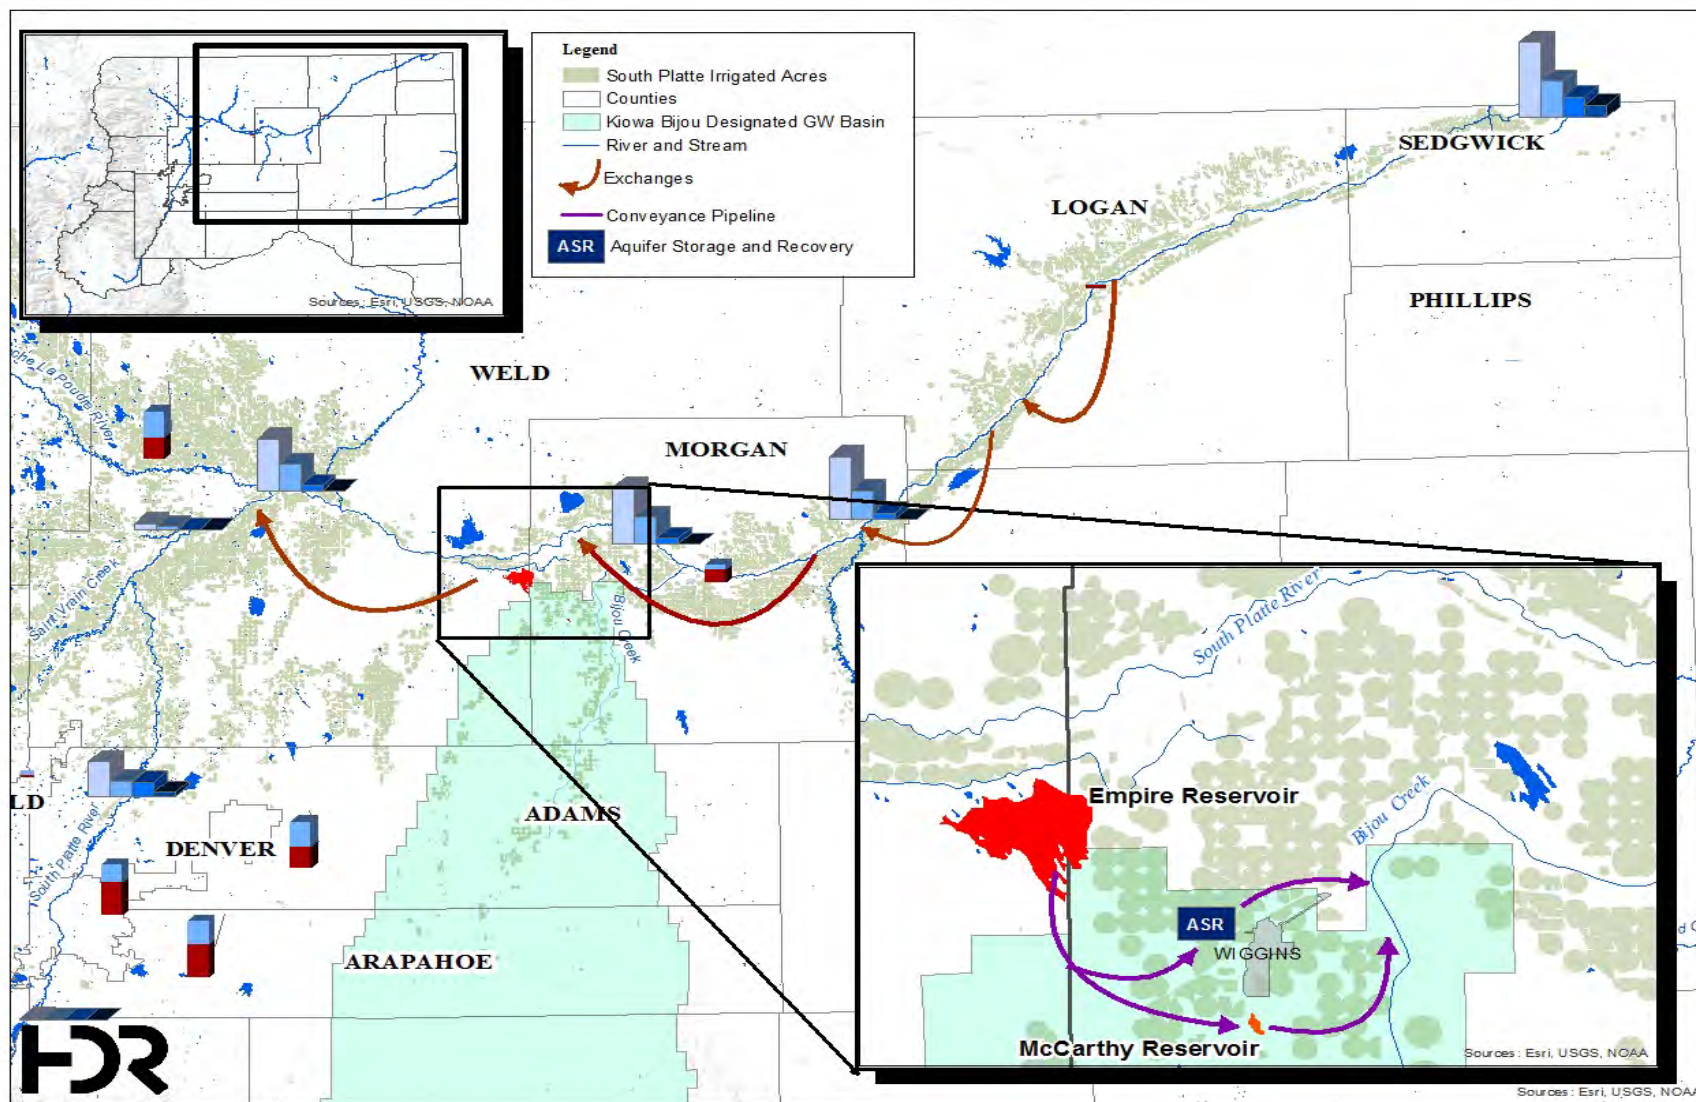 Sources: Esri, USGS, NOAA
Legend
South Platte Irrigated Acres
Counties
Kiowa Bijou Designated GW Basin
River and Stream
Exchanges
Conveyance Pipeline
ASR Aquifer Storage and Recovery
SEDGWICK
LOGAN
PHILLIPS
WELD
MORGAN
che La Poudre River
Saint Vrain Creek
Bijou Creek
LD
DENVER
South Platte River
ADAMS
ARAPAHOE
HDR
South Platte River
Empire Reservoir
Bijou Creek
ASR
WIGGINS
McCarthy Reservoir
Sources: Esri, USGS, NOAA
Sources: Esri, USGS, NOAA